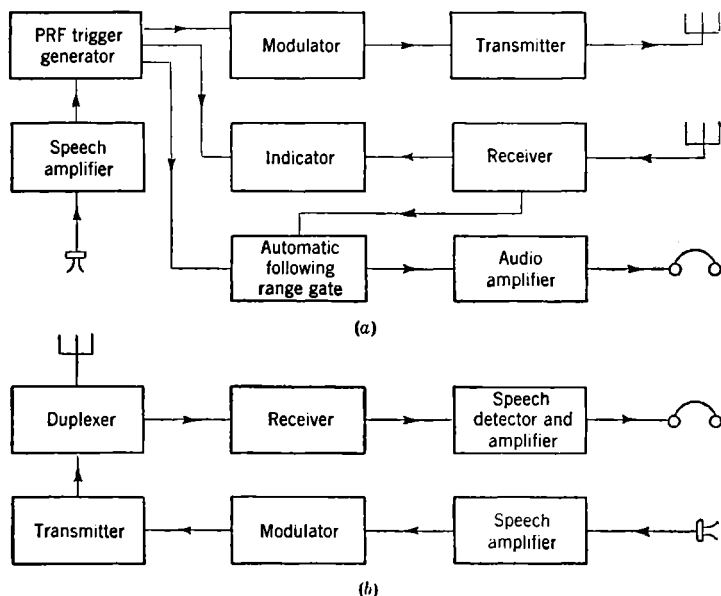 PRF trigger
generator
Modulator
Transmitter
Speech
amplifier
Indicator
Receiver
Automatic
following
range gate
Audio
amplifier
(a)
Duplexer
Receiver
Speech
detector and
amplifier
Transmitter
Modulator
Speech
amplifier
(b)